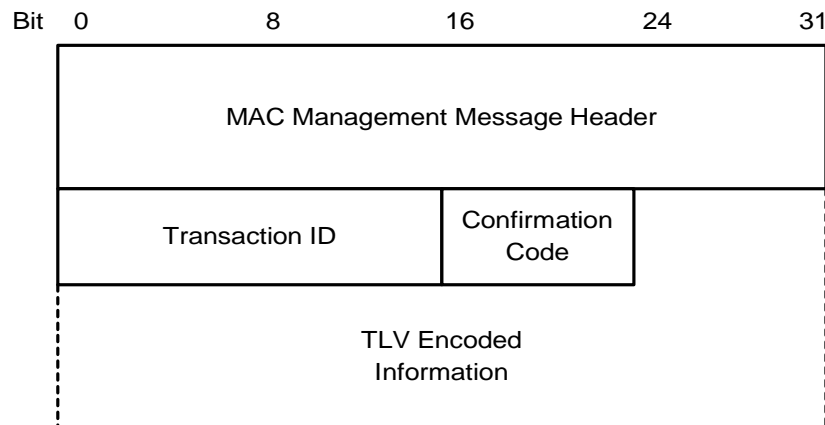 Bit 0 8 16 24 31
MAC Management Message Header
Transaction ID
Confirmation
Code
TLV Encoded
Information